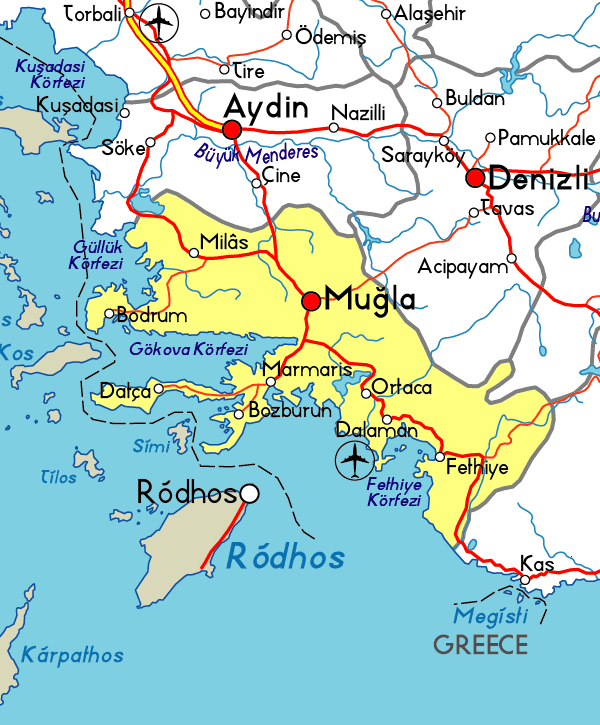 Torbali
Bayindir
Alaşehir
Ödemiş
Kuşadasi
Körfezi
Tire
Kuşadasi
Aydin
Nazilli
Buldan
Söke
Büyük Menderes
Sarayköy
Pamukkale
Çine
Denizli
Tavas
Bu
Güllük
Körfezi
Milâs
Acipayam
Muğla
Bodrum
s
Kos
Gökova Körfezi
Marmaris
Datça
Ortaca
Bozburun
Dalaman
Sími
Tílos
Fethiye
Fethiye
Körfezi
Ródhos
Ródhos
Kas
Megísti
GREECE
Kárpathos